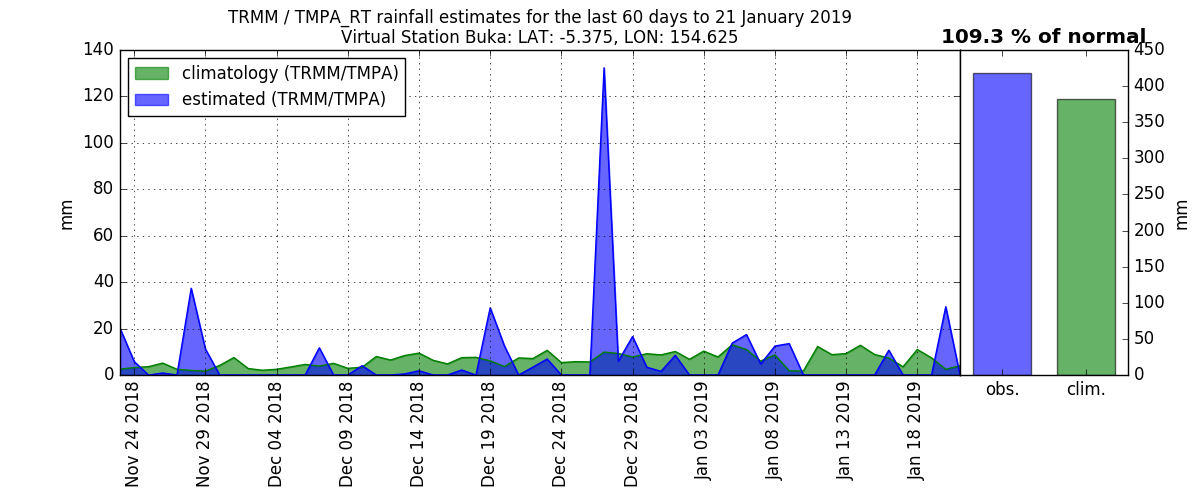 TRMM / TMPA_RT rainfall estimates for the last 60 days to 21 January 2019
Virtual Station Buka: LAT: -5.375, LON: 154.625
109.3 % of normal
climatology (TRMM/TMPA)
estimated (TRMM/TMPA)
mm
140
120
100
80
60
40
20
0
Nov 24 2018
Nov 29 2018
Dec 04 2018
Dec 09 2018
Dec 14 2018
Dec 19 2018
Dec 24 2018
Dec 29 2018
Jan 03 2019
Jan 08 2019
Jan 13 2019
Jan 18 2019
obs.
clim.
450
400
350
300
250
200
150
100
50
0
mm